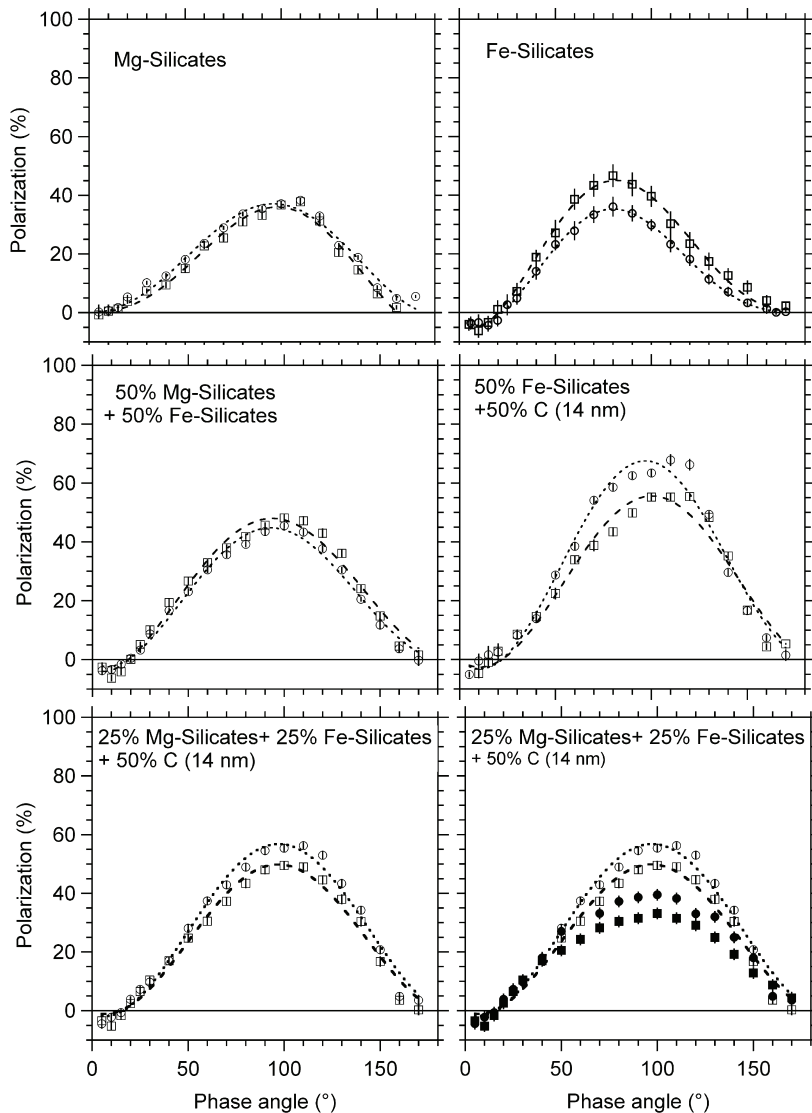 100
80
60
40
20
0
Polarization (%)
Mg-Silicates
Fe-Silicates
100
80
60
40
20
0
Polarization (%)
50% Mg-Silicates
+ 50% Fe-Silicates
50% Fe-Silicates
+50% C (14 nm)
100
80
60
40
20
0
Polarization (%)
25% Mg-Silicates+ 25% Fe-Silicates
+ 50% C (14 nm)
25% Mg-Silicates+ 25% Fe-Silicates
+ 50% C (14 nm)
0 50 100 150
Phase angle (°)
0 50 100 150
Phase angle (°)